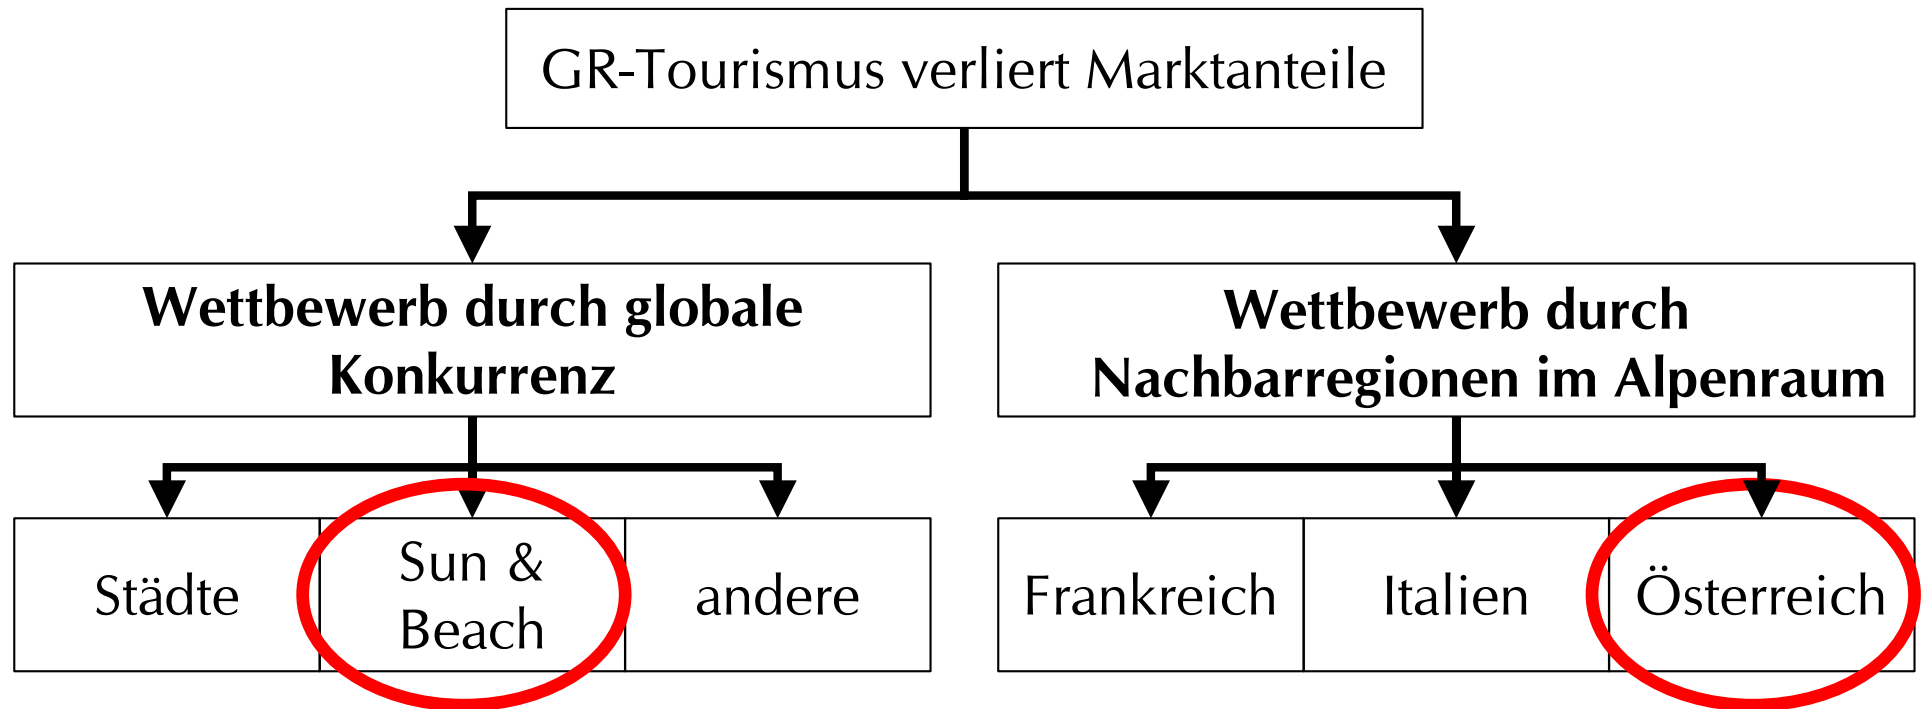 GR-Tourismus verliert Marktanteile
Wettbewerb durch globale
Konkurrenz
Wettbewerb durch
Nachbarregionen im Alpenraum
Städte
Sun &
Beach
andere
Frankreich
Italien
Österreich